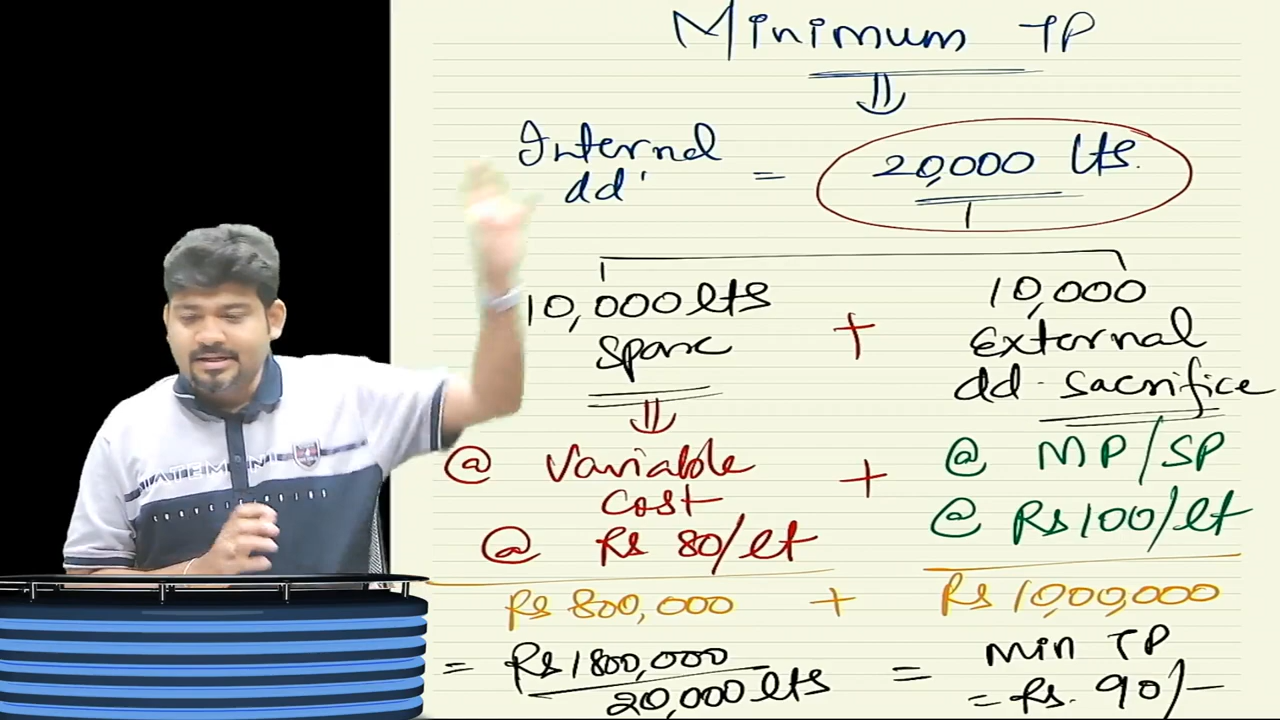 Minimum TP
⇓
Internal dd' = 20,000 lts.
10,000 lts spare + 10,000 External dd. sacrifice
⇓
@ Variable cost + @ MP/SP
@ Rs 80/lt @ Rs 100/lt
Rs 800,000 + Rs 10,00,000
= Rs 1800,000 / 20,000 lts = Min TP = Rs. 90/-